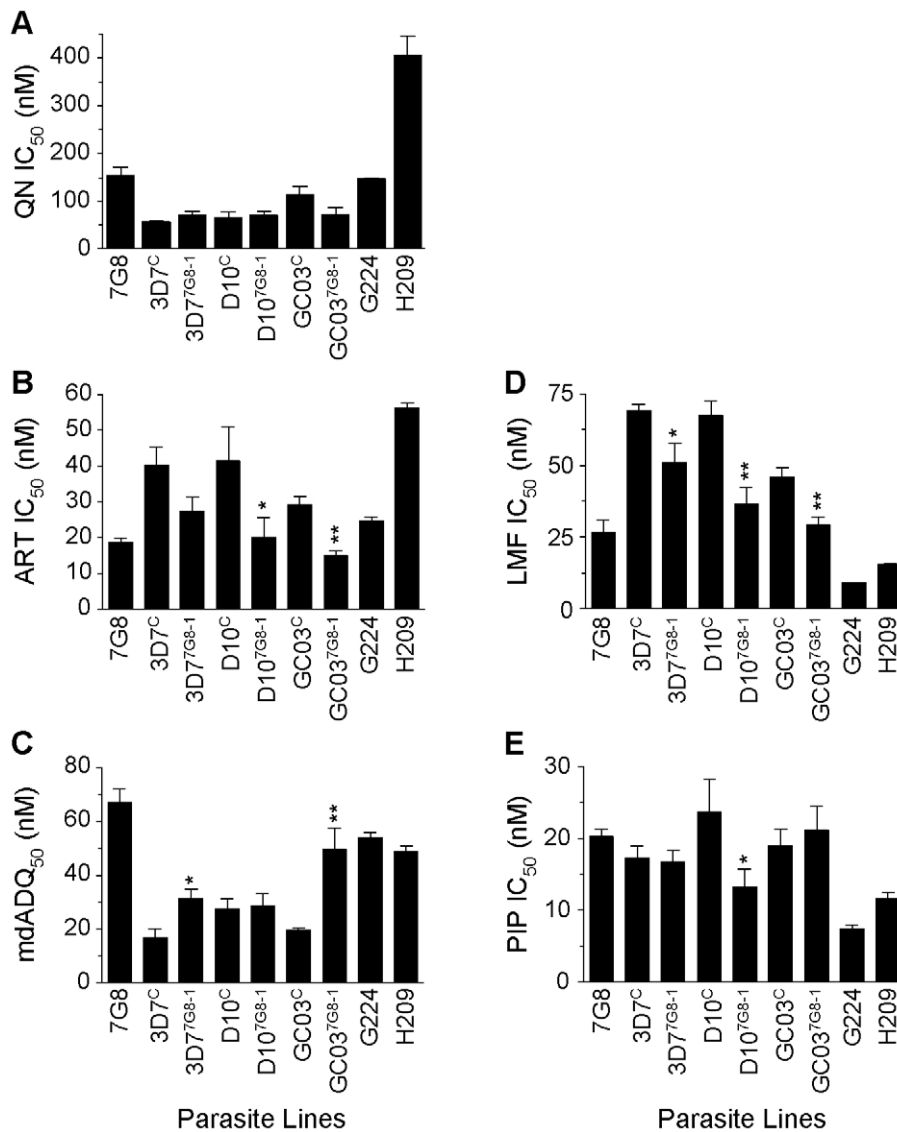 A
QN IC50 (nM)
400
300
200
100
0
7G8
3D7C
3D77G8-1
D10C
D107G8-1
GC03C
GC037G8-1
G224
H209
B
ART IC50 (nM)
60
50
40
30
20
10
0
*
**
7G8
3D7C
3D77G8-1
D10C
D107G8-1
GC03C
GC037G8-1
G224
H209
D
LMF IC50 (nM)
75
50
25
0
*
**
**
7G8
3D7C
3D77G8-1
D10C
D107G8-1
GC03C
GC037G8-1
G224
H209
C
mdADQ50 (nM)
80
60
40
20
0
*
**
7G8
3D7C
3D77G8-1
D10C
D107G8-1
GC03C
GC037G8-1
G224
H209
Parasite Lines
E
PIP IC50 (nM)
30
20
10
0
*
7G8
3D7C
3D77G8-1
D10C
D107G8-1
GC03C
GC037G8-1
G224
H209
Parasite Lines